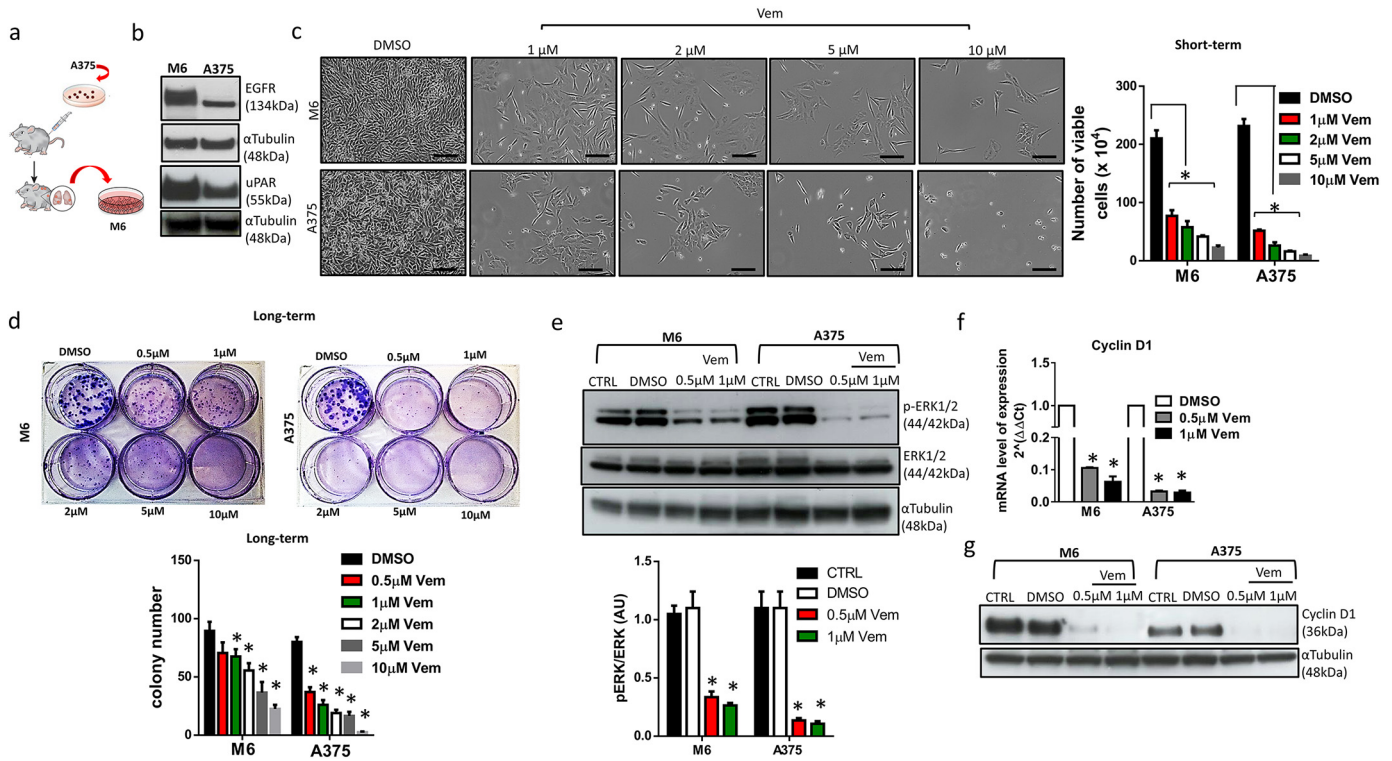 a
A375
M6
b
M6 A375
EGFR
(134kDa)
αTubulin
(48kDa)
uPAR
(55kDa)
αTubulin
(48kDa)
c
Vem
DMSO
1 μM
2 μM
5 μM
10 μM
M6
A375
Short-term
Number of viable
cells (x 10⁴)
300
200
100
0
*
*
M6
A375
DMSO
1μM Vem
2μM Vem
5μM Vem
10μM Vem
d
Long-term
M6
DMSO
0.5μM
1μM
2μM
5μM
10μM
A375
DMSO
0.5μM
1μM
2μM
5μM
10μM
Long-term
colony number
150
100
50
0
* * * *
* * * * *
M6
A375
DMSO
0.5μM Vem
1μM Vem
2μM Vem
5μM Vem
10μM Vem
e
M6
A375
Vem
Vem
CTRL DMSO 0.5μM 1μM CTRL DMSO 0.5μM 1μM
p-ERK1/2
(44/42kDa)
ERK1/2
(44/42kDa)
αTubulin
(48kDa)
pERK/ERK (AU)
1.5
1.0
0.5
0.0
* *
* *
M6
A375
CTRL
DMSO
0.5μM Vem
1μM Vem
f
Cyclin D1
mRNA level of expression
2^(ΔΔCt)
1.5
1.0
0.2
0.1
0.0
* *
* *
M6
A375
DMSO
0.5μM Vem
1μM Vem
g
M6
A375
Vem
Vem
CTRL DMSO 0.5μM 1μM CTRL DMSO 0.5μM 1μM
Cyclin D1
(36kDa)
αTubulin
(48kDa)